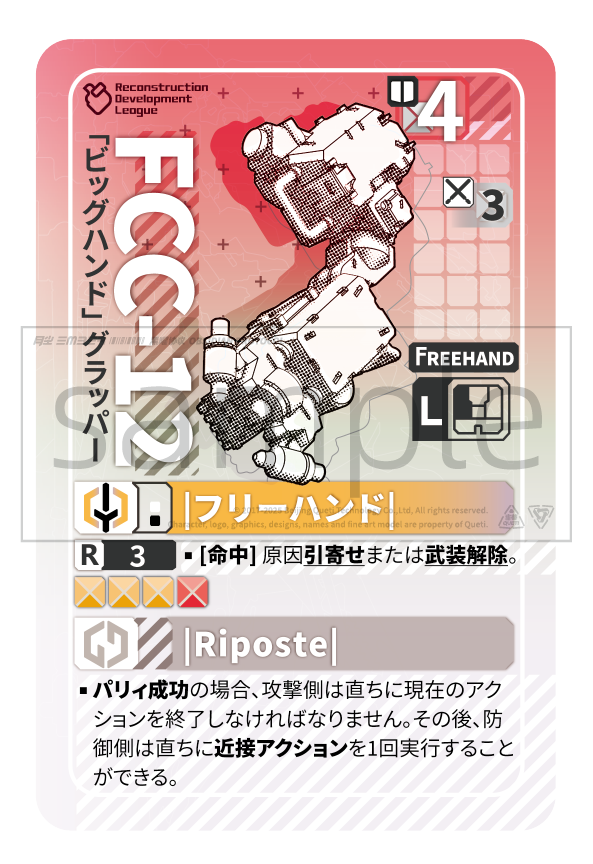 Reconstruction
Development
League
FCC-12
「ビッグハンド」グラッパー
4
3
FREEHAND
L
sample
|フリーハンド|
R 3
▪ [命中] 原因引寄せまたは武装解除。
|Riposte|
▪ パリィ成功の場合、攻撃側は直ちに現在のアク
ションを終了しなければなりません。その後、防
御側は直ちに近接アクションを1回実行すること
ができる。